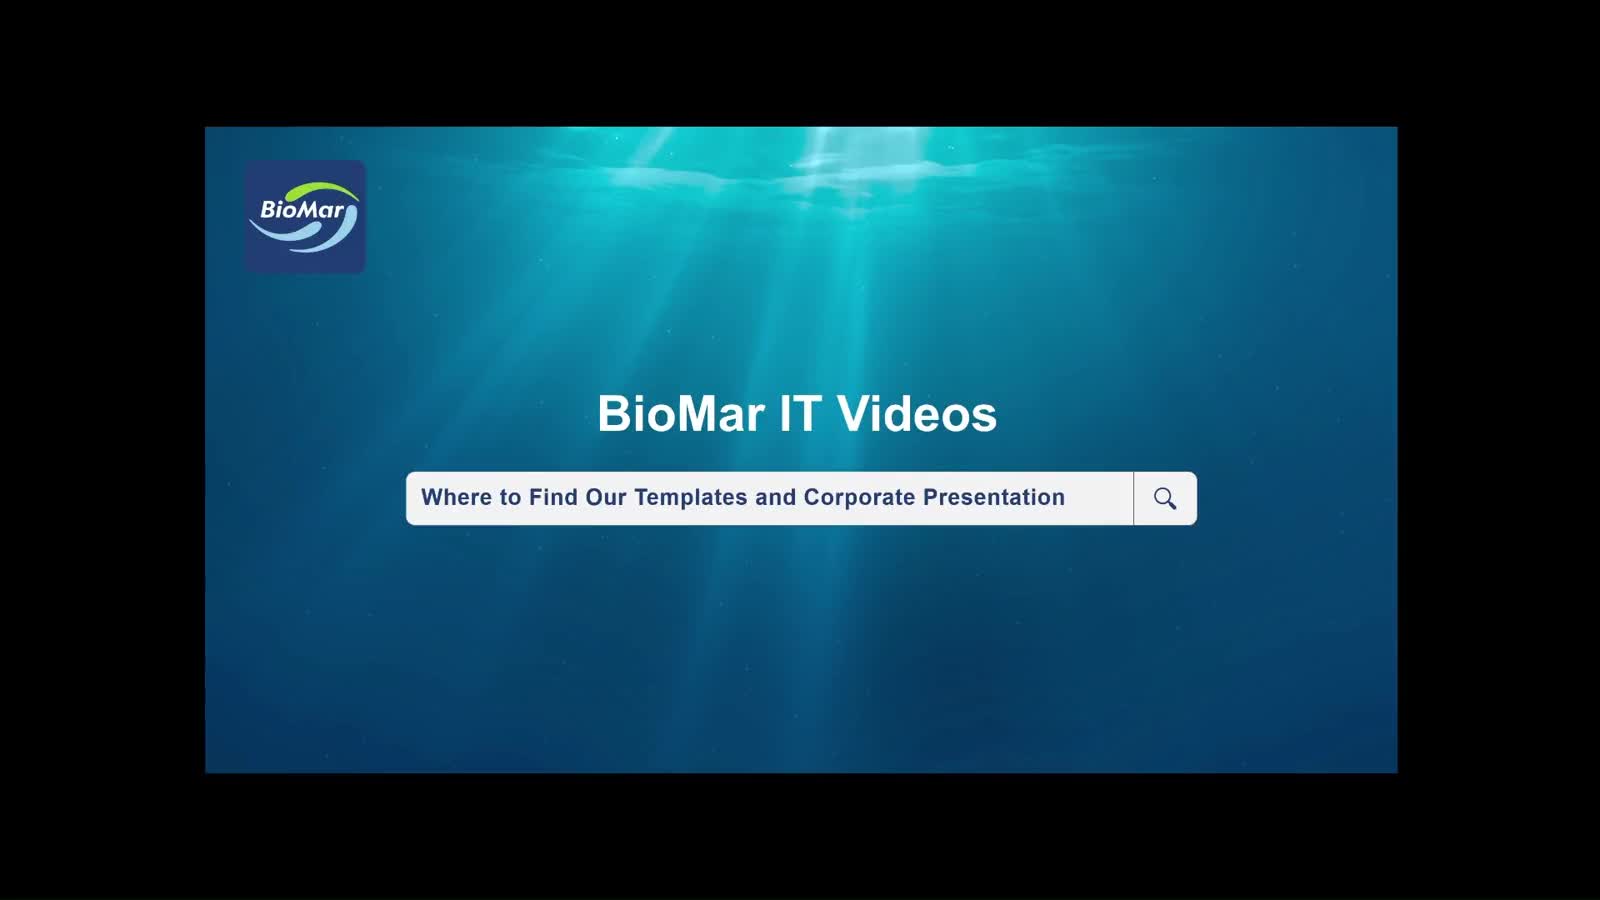 BioMar
BioMar IT Videos
Where to Find Our Templates and Corporate Presentation